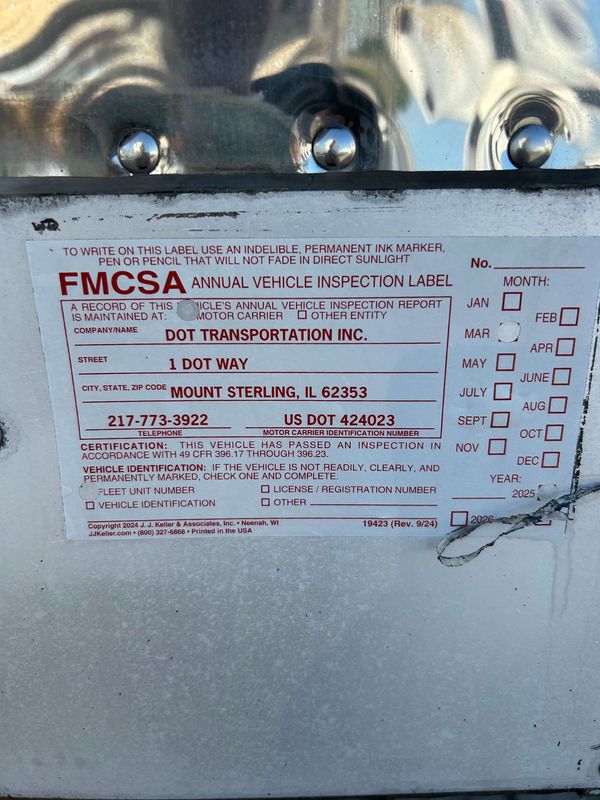 TO WRITE ON THIS LABEL USE AN INDELIBLE, PERMANENT INK MARKER,
PEN OR PENCIL THAT WILL NOT FADE IN DIRECT SUNLIGHT
FMCSA ANNUAL VEHICLE INSPECTION LABEL
A RECORD OF THIS VEHICLE'S ANNUAL VEHICLE INSPECTION REPORT
IS MAINTAINED AT: MOTOR CARRIER OTHER ENTITY
COMPANY/NAME DOT TRANSPORTATION INC.
STREET 1 DOT WAY
CITY, STATE, ZIP CODE MOUNT STERLING, IL 62353
217-773-3922 US DOT 424023
TELEPHONE MOTOR CARRIER IDENTIFICATION NUMBER
CERTIFICATION: THIS VEHICLE HAS PASSED AN INSPECTION IN
ACCORDANCE WITH 49 CFR 396.17 THROUGH 396.23.
VEHICLE IDENTIFICATION: IF THE VEHICLE IS NOT READILY, CLEARLY, AND
PERMANENTLY MARKED, CHECK ONE AND COMPLETE.
FLEET UNIT NUMBER LICENSE / REGISTRATION NUMBER
VEHICLE IDENTIFICATION OTHER
Copyright 2024 J. J. Keller & Associates, Inc. • Neenah, WI
JJKeller.com • (800) 327-6868 • Printed in the USA
19423 (Rev. 9/24)
No.
MONTH:
JAN
FEB
MAR
APR
MAY
JUNE
JULY
AUG
SEPT
OCT
NOV
DEC
YEAR:
2025
2026